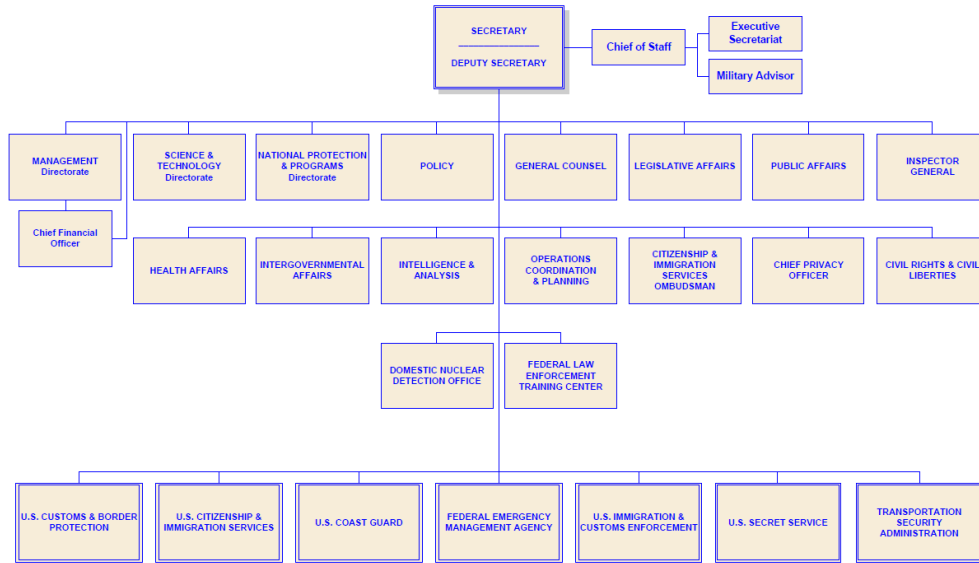 SECRETARY
DEPUTY SECRETARY
Chief of Staff
Executive
Secretariat
Military Advisor
MANAGEMENT
Directorate
SCIENCE &
TECHNOLOGY
Directorate
NATIONAL PROTECTION
& PROGRAMS
Directorate
POLICY
GENERAL COUNSEL
LEGISLATIVE AFFAIRS
PUBLIC AFFAIRS
INSPECTOR
GENERAL
Chief Financial
Officer
HEALTH AFFAIRS
INTERGOVERNMENTAL
AFFAIRS
INTELLIGENCE &
ANALYSIS
OPERATIONS
COORDINATION
& PLANNING
CITIZENSHIP &
IMMIGRATION
SERVICES
OMBUDSMAN
CHIEF PRIVACY
OFFICER
CIVIL RIGHTS & CIVIL
LIBERTIES
DOMESTIC NUCLEAR
DETECTION OFFICE
FEDERAL LAW
ENFORCEMENT
TRAINING CENTER
U.S. CUSTOMS & BORDER
PROTECTION
U.S. CITIZENSHIP &
IMMIGRATION SERVICES
U.S. COAST GUARD
FEDERAL EMERGENCY
MANAGEMENT AGENCY
U.S. IMMIGRATION &
CUSTOMS ENFORCEMENT
U.S. SECRET SERVICE
TRANSPORTATION
SECURITY
ADMINISTRATION